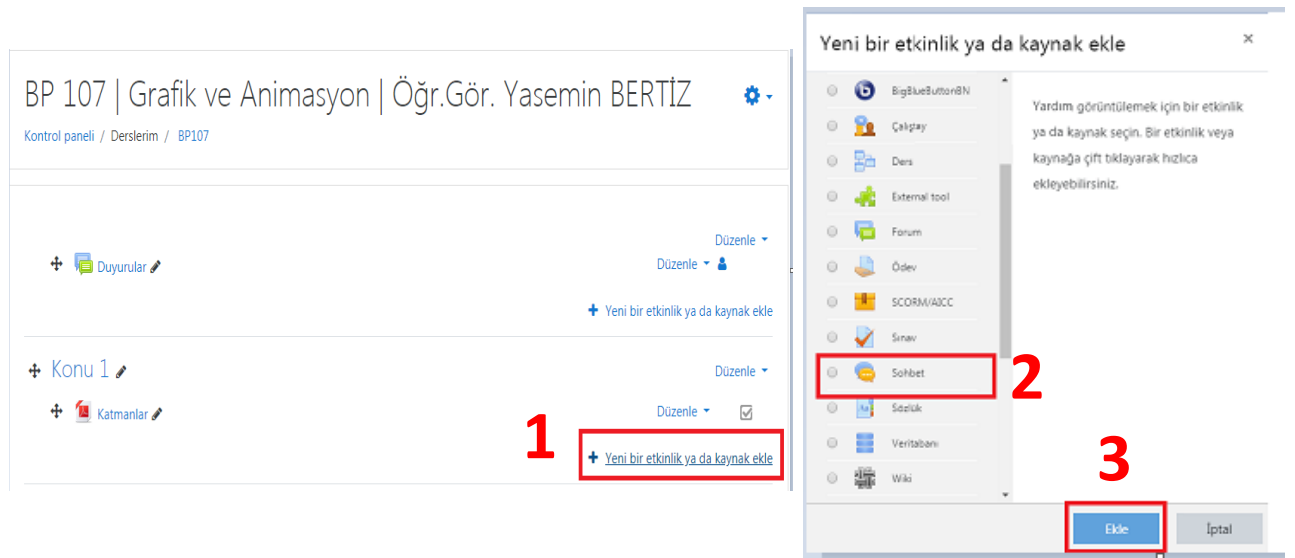 BP 107 | Grafik ve Animasyon | Öğr.Gör. Yasemin BERTİZ
Kontrol paneli / Derslerim / BP107
Düzenle
Duyurular
Düzenle
+ Yeni bir etkinlik ya da kaynak ekle
Konu 1
Düzenle
Katmanlar
Düzenle
1
+ Yeni bir etkinlik ya da kaynak ekle
Yeni bir etkinlik ya da kaynak ekle ×
BigBlueButtonBN
Çalıştay
Ders
External tool
Forum
Ödev
SCORM/AICC
Sınav
Sohbet
2
Sözlük
Veritabanı
Wiki
Yardım görüntülemek için bir etkinlik
ya da kaynak seçin. Bir etkinlik veya
kaynağa çift tıklayarak hızlıca
ekleyebilirsiniz.
3
Ekle
İptal